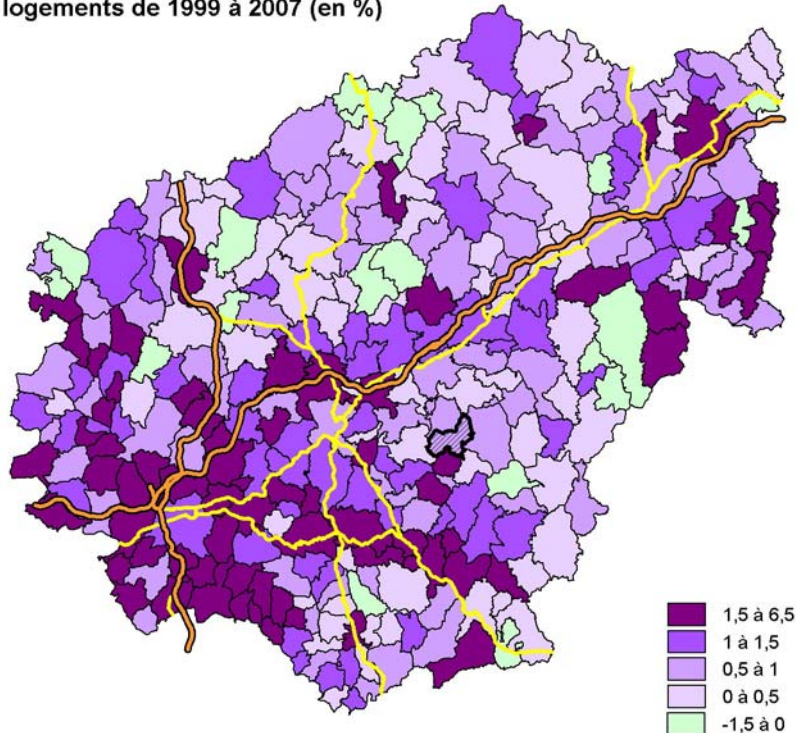 logements de 1999 à 2007 (en %)
1,5 à 6,5
1 à 1,5
0,5 à 1
0 à 0,5
-1,5 à 0